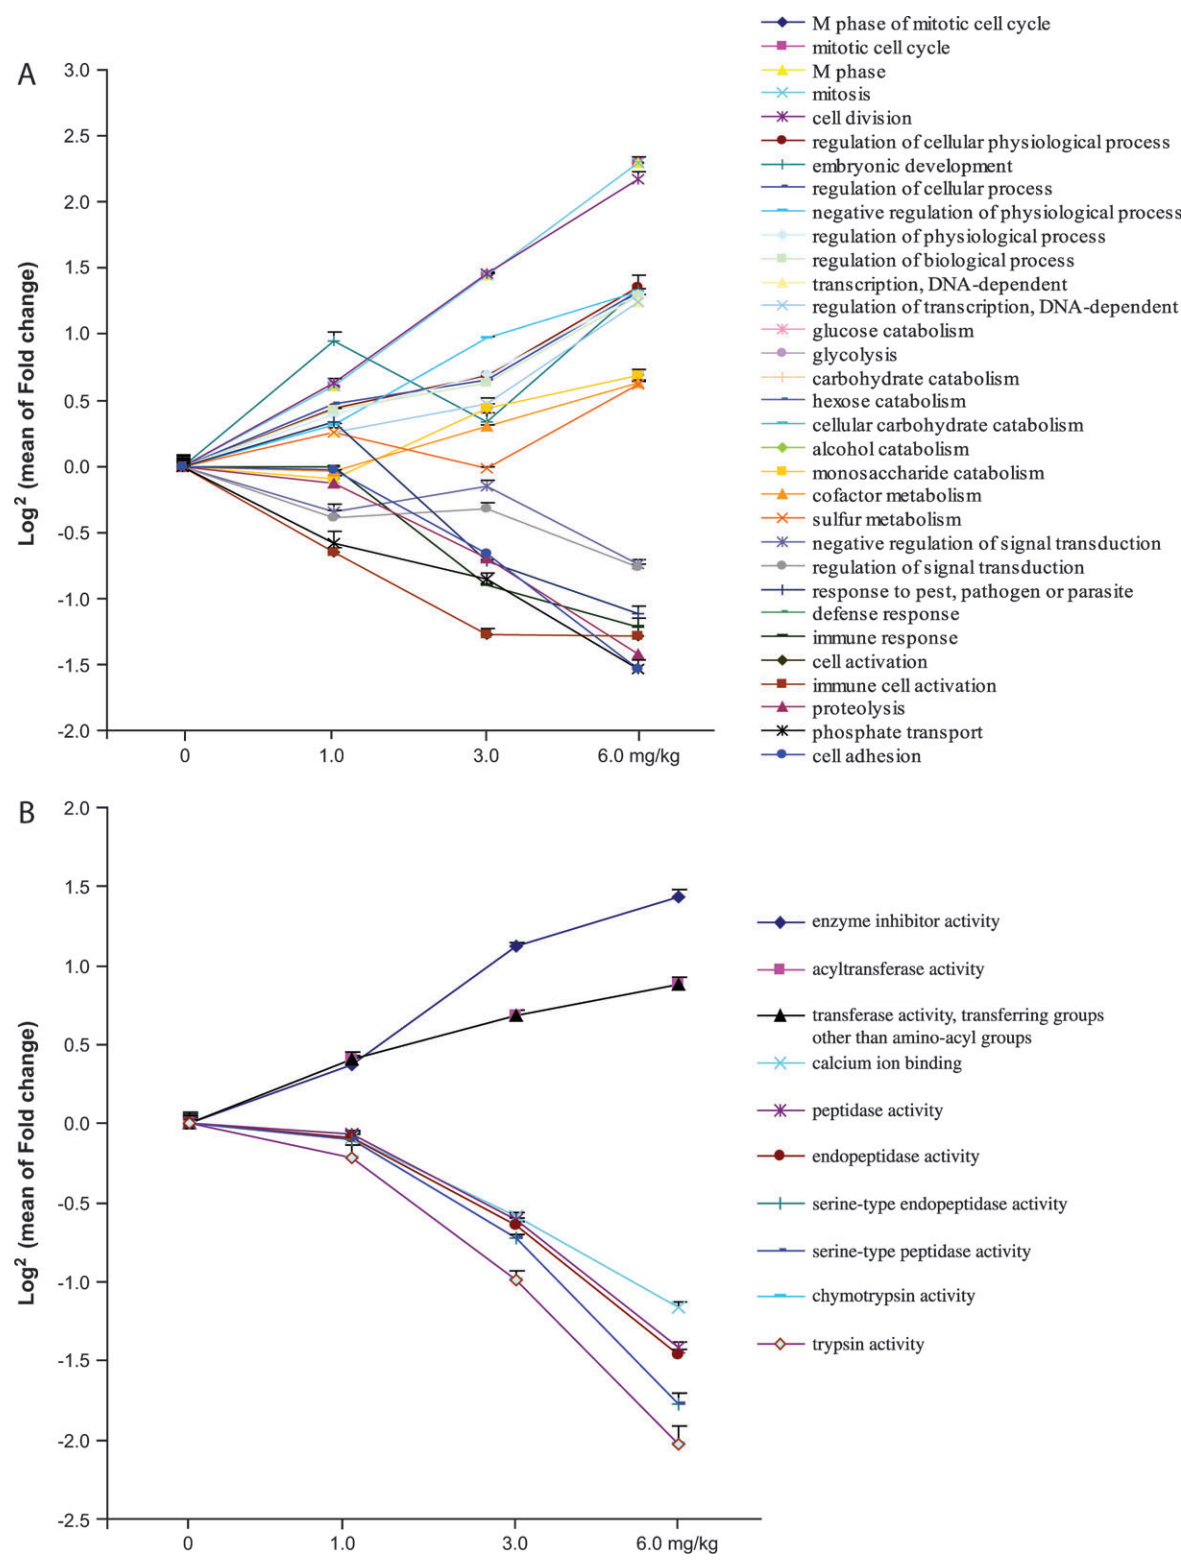 A
3.0
2.5
2.0
1.5
1.0
0.5
0.0
-0.5
-1.0
-1.5
-2.0
Log² (mean of Fold change)
0 1.0 3.0 6.0 mg/kg
M phase of mitotic cell cycle
mitotic cell cycle
M phase
mitosis
cell division
regulation of cellular physiological process
embryonic development
regulation of cellular process
negative regulation of physiological process
regulation of physiological process
regulation of biological process
transcription, DNA-dependent
regulation of transcription, DNA-dependent
glucose catabolism
glycolysis
carbohydrate catabolism
hexose catabolism
cellular carbohydrate catabolism
alcohol catabolism
monosaccharide catabolism
cofactor metabolism
sulfur metabolism
negative regulation of signal transduction
regulation of signal transduction
response to pest, pathogen or parasite
defense response
immune response
cell activation
immune cell activation
proteolysis
phosphate transport
cell adhesion
B
2.0
1.5
1.0
0.5
0.0
-0.5
-1.0
-1.5
-2.0
-2.5
Log² (mean of Fold change)
0 1.0 3.0 6.0 mg/kg
enzyme inhibitor activity
acyltransferase activity
transferase activity, transferring groups
other than amino-acyl groups
calcium ion binding
peptidase activity
endopeptidase activity
serine-type endopeptidase activity
serine-type peptidase activity
chymotrypsin activity
trypsin activity